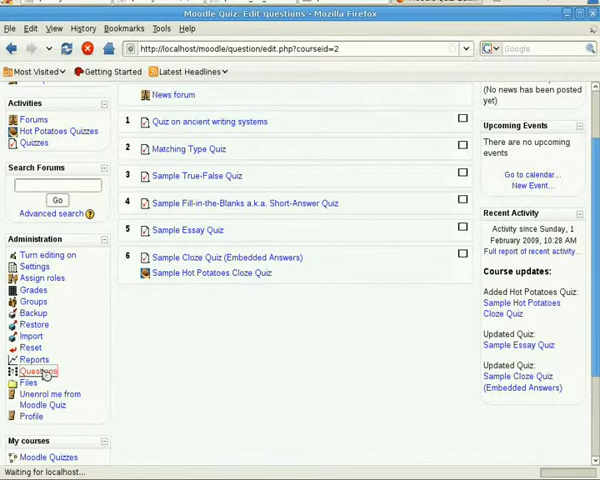 Moodle Quiz: Edit questions - Mozilla Firefox
File Edit View History Bookmarks Tools Help
http://localhost/moodle/question/edit.php?courseid=2
Google
Most Visited Getting Started Latest Headlines
Activities
Forums
Hot Potatoes Quizzes
Quizzes
Search Forums
Go
Advanced search
Administration
Turn editing on
Settings
Assign roles
Grades
Groups
Backup
Restore
Import
Reset
Reports
Questions
Files
Unenrol me from
Moodle Quiz
Profile
My courses
Moodle Quizzes
News forum
1 Quiz on ancient writing systems
2 Matching Type Quiz
3 Sample True-False Quiz
4 Sample Fill-in-the-Blanks a.k.a. Short-Answer Quiz
5 Sample Essay Quiz
6 Sample Cloze Quiz (Embedded Answers)
Sample Hot Potatoes Cloze Quiz
(No news has been posted
yet)
Upcoming Events
There are no upcoming
events
Go to calendar...
New Event...
Recent Activity
Activity since Sunday, 1
February 2009, 10:28 AM
Full report of recent activity...
Course updates:
Added Hot Potatoes Quiz:
Sample Hot Potatoes
Cloze Quiz
Updated Quiz:
Sample Essay Quiz
Updated Quiz:
Sample Cloze Quiz
(Embedded Answers)
Waiting for localhost...